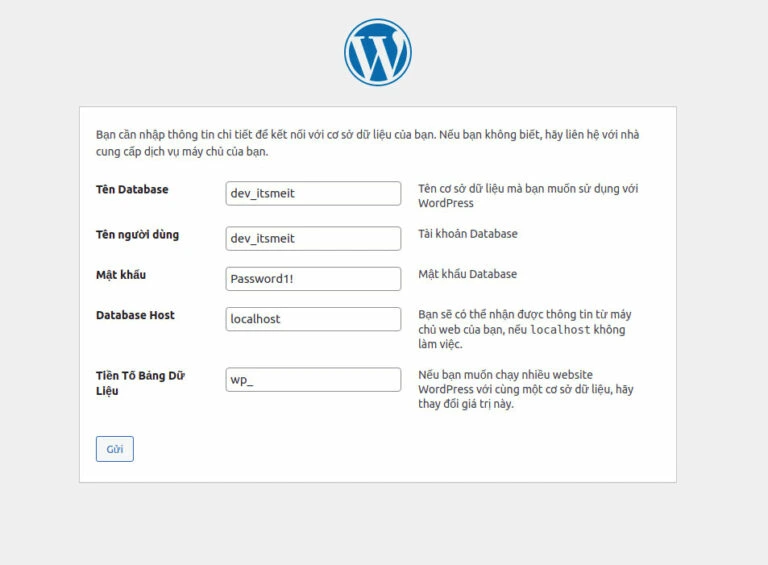 Bạn cần nhập thông tin chi tiết để kết nối với cơ sở dữ liệu của bạn. Nếu bạn không biết, hãy liên hệ với nhà
cung cấp dịch vụ máy chủ của bạn.
Tên Database
dev_itsmeit
Tên cơ sở dữ liệu mà bạn muốn sử dụng với
WordPress
Tên người dùng
dev_itsmeit
Tài khoản Database
Mật khẩu
Password1!
Mật khẩu Database
Database Host
localhost
Bạn sẽ có thể nhận được thông tin từ máy
chủ web của bạn, nếu localhost không
làm việc.
Tiền Tố Bảng Dữ
Liệu
wp_
Nếu bạn muốn chạy nhiều website
WordPress với cùng một cơ sở dữ liệu, hãy
thay đổi giá trị này.
Gửi